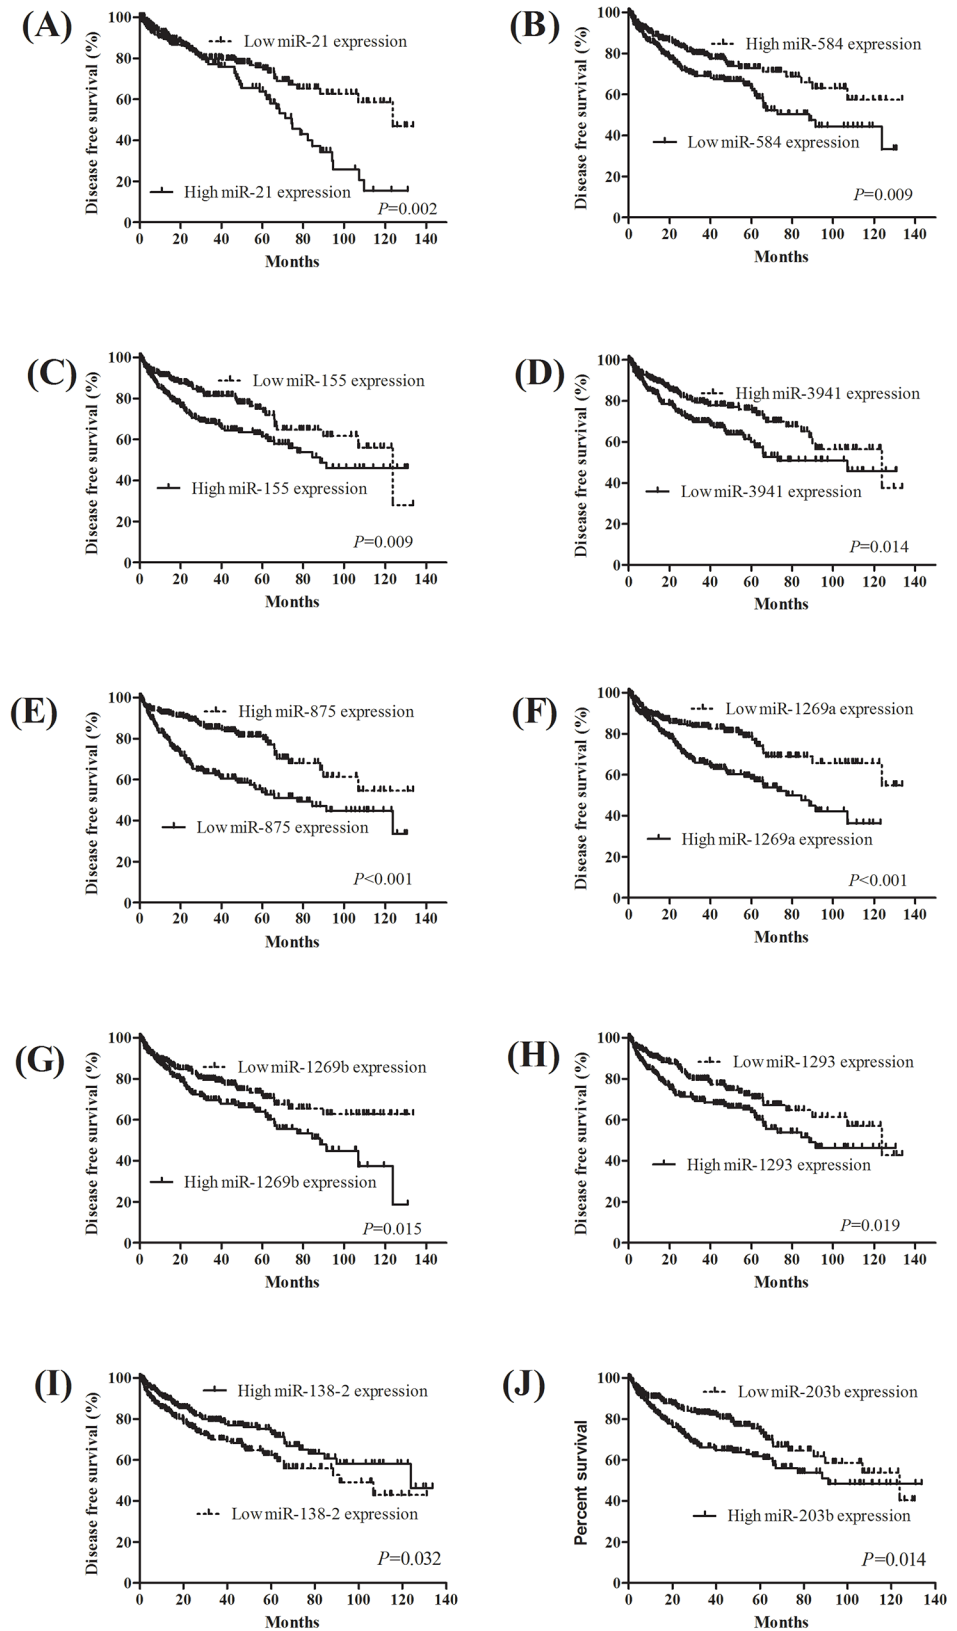 (A)
Disease free survival (%)
100
80
60
40
20
0
Low miR-21 expression
High miR-21 expression
P=0.002
0 20 40 60 80 100 120 140
Months
(B)
Disease free survival (%)
100
80
60
40
20
0
High miR-584 expression
Low miR-584 expression
P=0.009
0 20 40 60 80 100 120 140
Months
(C)
Disease free survival (%)
100
80
60
40
20
0
Low miR-155 expression
High miR-155 expression
P=0.009
0 20 40 60 80 100 120 140
Months
(D)
Disease free survival (%)
100
80
60
40
20
0
High miR-3941 expression
Low miR-3941 expression
P=0.014
0 20 40 60 80 100 120 140
Months
(E)
Disease free survival (%)
100
80
60
40
20
0
High miR-875 expression
Low miR-875 expression
P<0.001
0 20 40 60 80 100 120 140
Months
(F)
Disease free survival (%)
100
80
60
40
20
0
Low miR-1269a expression
High miR-1269a expression
P<0.001
0 20 40 60 80 100 120 140
Months
(G)
Disease free survival (%)
100
80
60
40
20
0
Low miR-1269b expression
High miR-1269b expression
P=0.015
0 20 40 60 80 100 120 140
Months
(H)
Disease free survival (%)
100
80
60
40
20
0
Low miR-1293 expression
High miR-1293 expression
P=0.019
0 20 40 60 80 100 120 140
Months
(I)
Disease free survival (%)
100
80
60
40
20
0
High miR-138-2 expression
Low miR-138-2 expression
P=0.032
0 20 40 60 80 100 120 140
Months
(J)
Percent survival
100
80
60
40
20
0
Low miR-203b expression
High miR-203b expression
P=0.014
0 20 40 60 80 100 120 140
Months